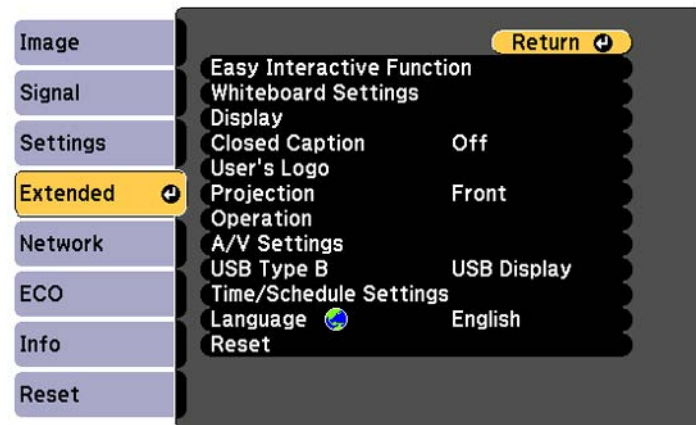 Image
Signal
Settings
Extended
Network
ECO
Info
Reset
Return
Easy Interactive Function
Whiteboard Settings
Display
Closed Caption Off
User's Logo
Projection Front
Operation
A/V Settings
USB Type B USB Display
Time/Schedule Settings
Language English
Reset